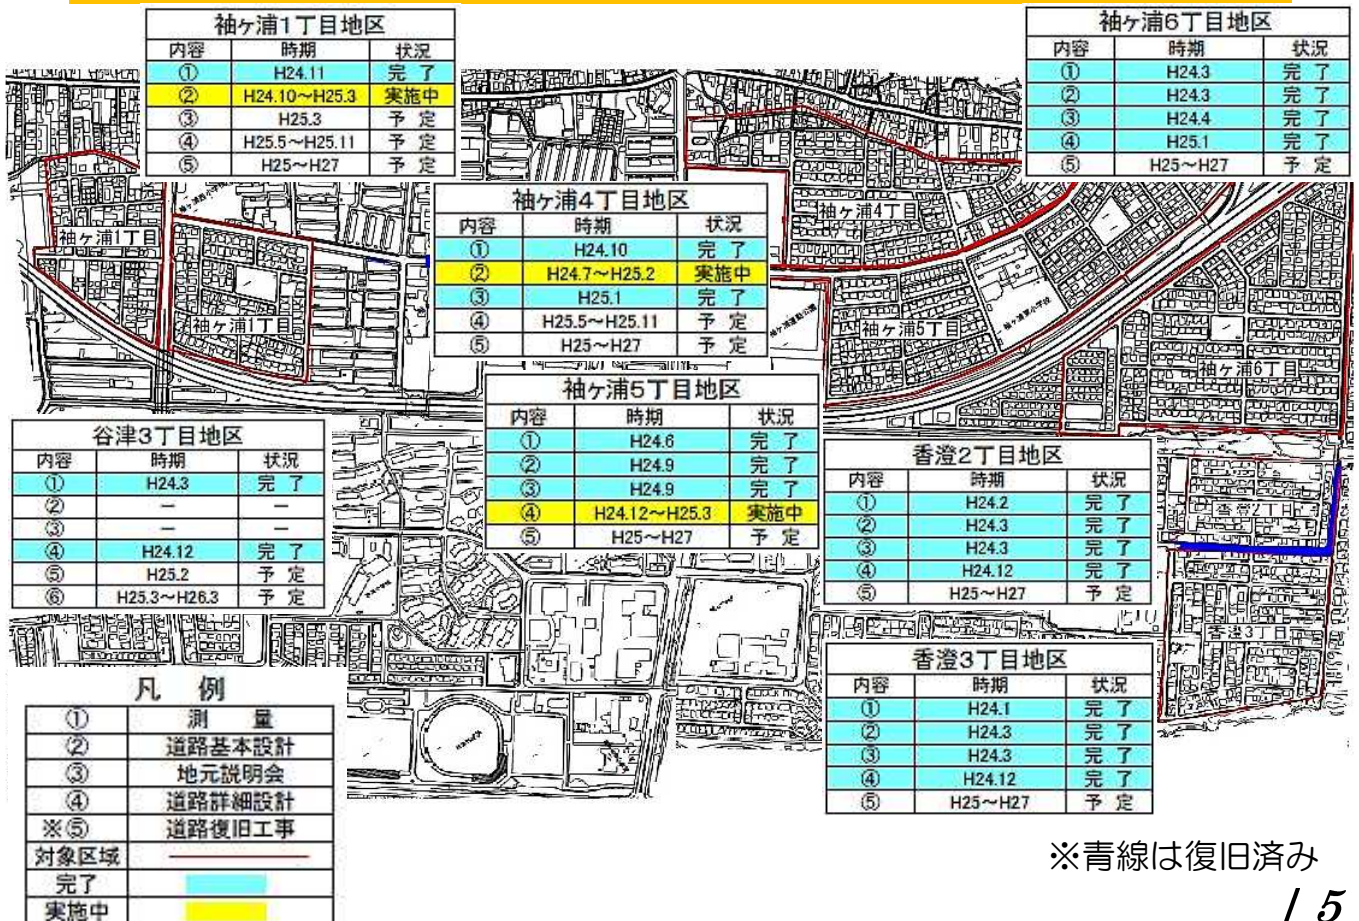 袖ヶ浦1丁目地区
内容 時期 状況
① H24.11 完 了
② H24.10～H25.3 実施中
③ H25.3 予 定
④ H25.5～H25.11 予 定
⑤ H25～H27 予 定
袖ヶ浦6丁目地区
内容 時期 状況
① H24.3 完 了
② H24.3 完 了
③ H24.4 完 了
④ H25.1 完 了
⑤ H25～H27 予 定
袖ヶ浦4丁目地区
内容 時期 状況
① H24.10 完 了
② H24.7～H25.2 実施中
③ H25.1 完 了
④ H25.5～H25.11 予 定
⑤ H25～H27 予 定
袖ヶ浦1丁目
袖ヶ浦1丁目
袖ヶ浦4丁目
袖ヶ浦5丁目
袖ヶ浦6丁目
袖ヶ浦5丁目地区
内容 時期 状況
① H24.6 完 了
② H24.9 完 了
③ H24.9 完 了
④ H24.12～H25.3 実施中
⑤ H25～H27 予 定
谷津3丁目地区
内容 時期 状況
① H24.3 完 了
② － －
③ － －
④ H24.12 完 了
⑤ H25.2 予 定
⑥ H25.3～H26.3 予 定
香澄2丁目地区
内容 時期 状況
① H24.2 完 了
② H24.3 完 了
③ H24.3 完 了
④ H24.12 完 了
⑤ H25～H27 予 定
香澄2丁目
香澄3丁目
香澄3丁目地区
内容 時期 状況
① H24.1 完 了
② H24.3 完 了
③ H24.3 完 了
④ H24.12 完 了
⑤ H25～H27 予 定
凡 例
① 測 量
② 道路基本設計
③ 地元説明会
④ 道路詳細設計
※⑤ 道路復旧工事
対象区域
完了
実施中
※青線は復旧済み
15